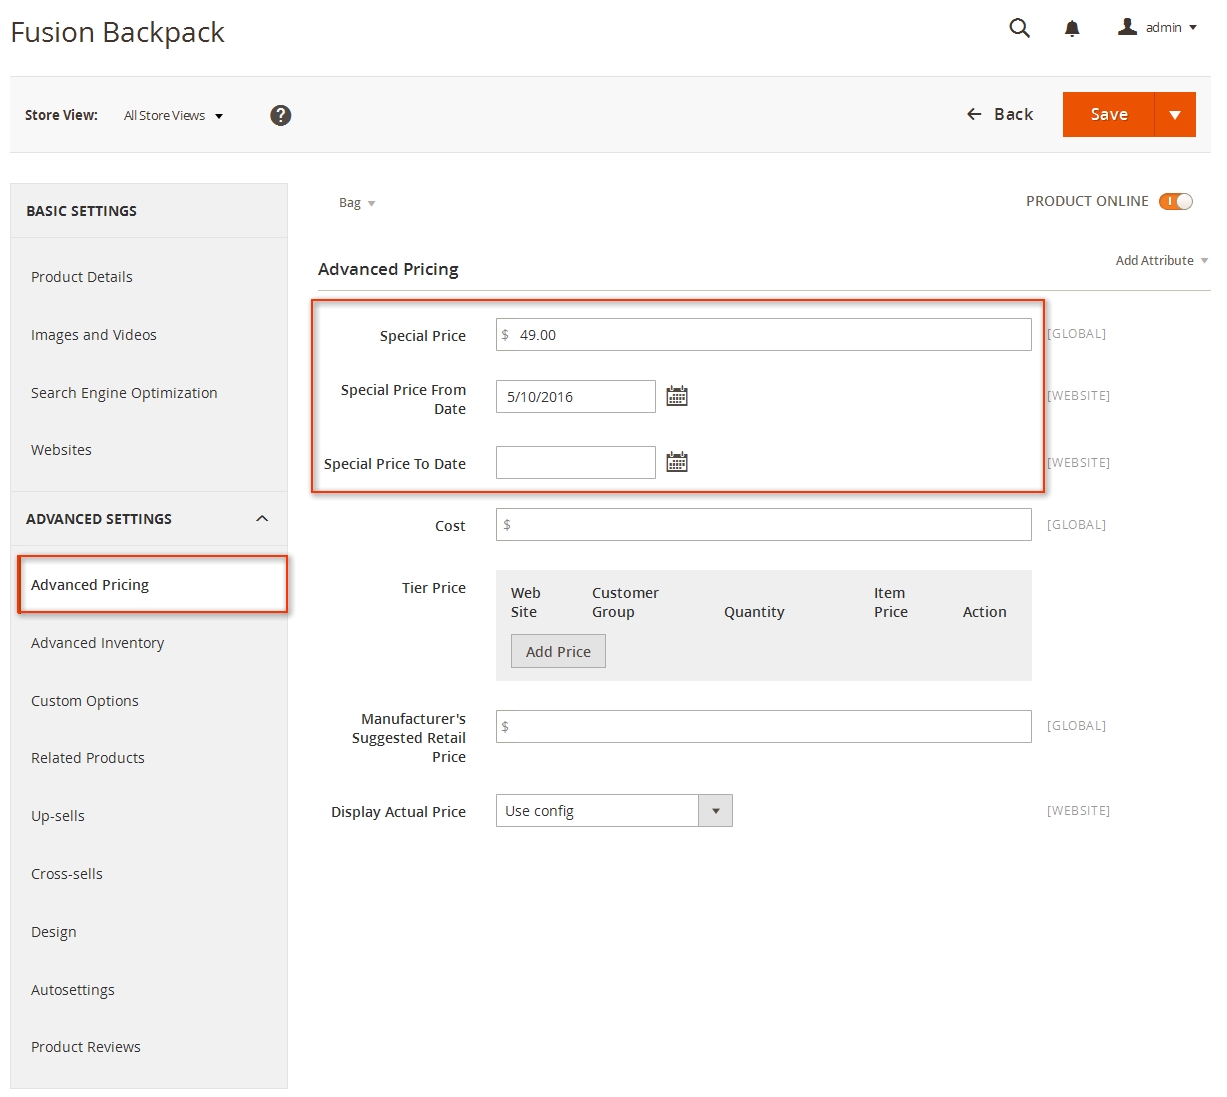 Fusion Backpack
admin
Store View: All Store Views ?
Back
Save
BASIC SETTINGS
Product Details
Images and Videos
Search Engine Optimization
Websites
ADVANCED SETTINGS
Advanced Pricing
Advanced Inventory
Custom Options
Related Products
Up-sells
Cross-sells
Design
Autosettings
Product Reviews
Bag
PRODUCT ONLINE
Advanced Pricing
Add Attribute
Special Price
$ 49.00
[GLOBAL]
Special Price From
Date
5/10/2016
[WEBSITE]
Special Price To Date
[WEBSITE]
Cost
$
[GLOBAL]
Tier Price
Web
Site
Customer
Group
Quantity
Item
Price
Action
Add Price
Manufacturer's
Suggested Retail
Price
$
[GLOBAL]
Display Actual Price
Use config
[WEBSITE]